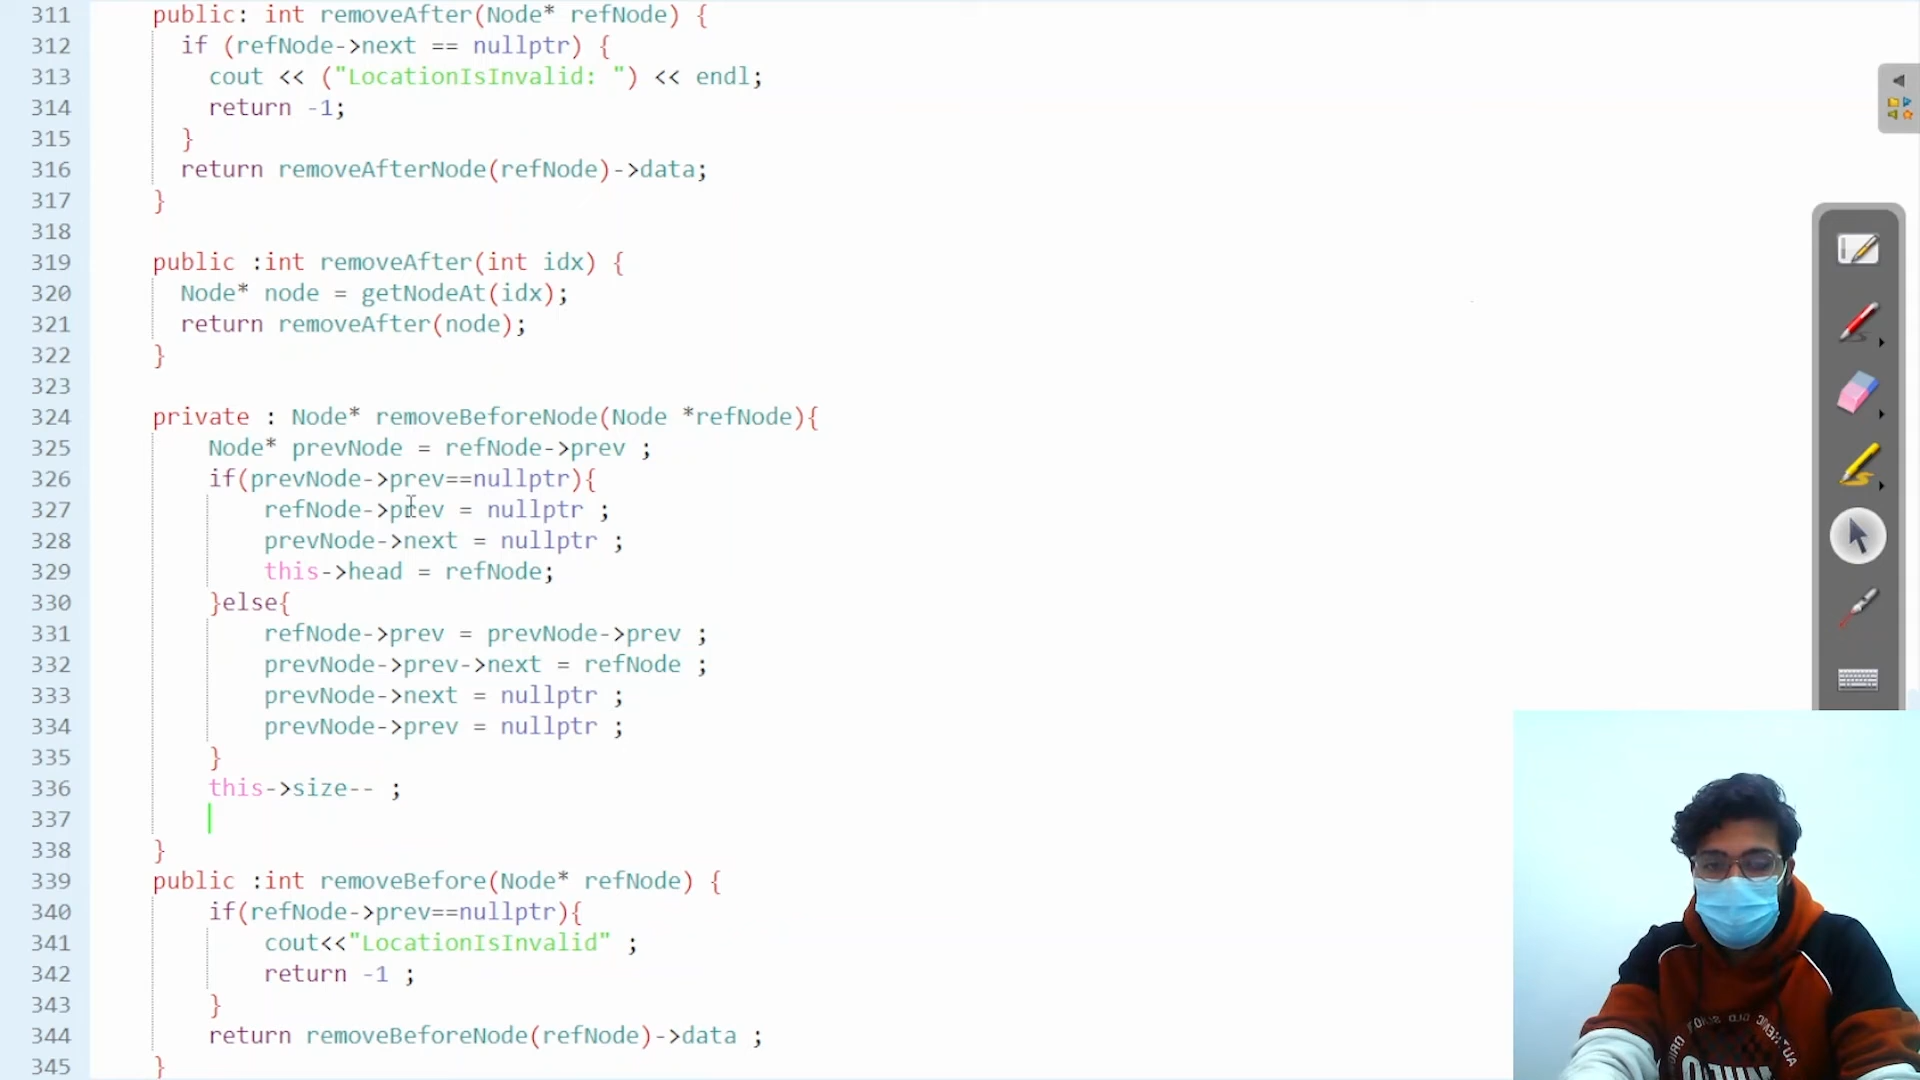 311 public: int removeAfter(Node* refNode) {
312 if (refNode->next == nullptr) {
313 cout << ("LocationIsInvalid: ") << endl;
314 return -1;
315 }
316 return removeAfterNode(refNode)->data;
317 }
318
319 public :int removeAfter(int idx) {
320 Node* node = getNodeAt(idx);
321 return removeAfter(node);
322 }
323
324 private : Node* removeBeforeNode(Node *refNode){
325 Node* prevNode = refNode->prev ;
326 if(prevNode->prev==nullptr){
327 refNode->prev = nullptr ;
328 prevNode->next = nullptr ;
329 this->head = refNode;
330 }else{
331 refNode->prev = prevNode->prev ;
332 prevNode->prev->next = refNode ;
333 prevNode->next = nullptr ;
334 prevNode->prev = nullptr ;
335 }
336 this->size-- ;
337
338 }
339 public :int removeBefore(Node* refNode) {
340 if(refNode->prev==nullptr){
341 cout<<"LocationIsInvalid" ;
342 return -1 ;
343 }
344 return removeBeforeNode(refNode)->data ;
345 }